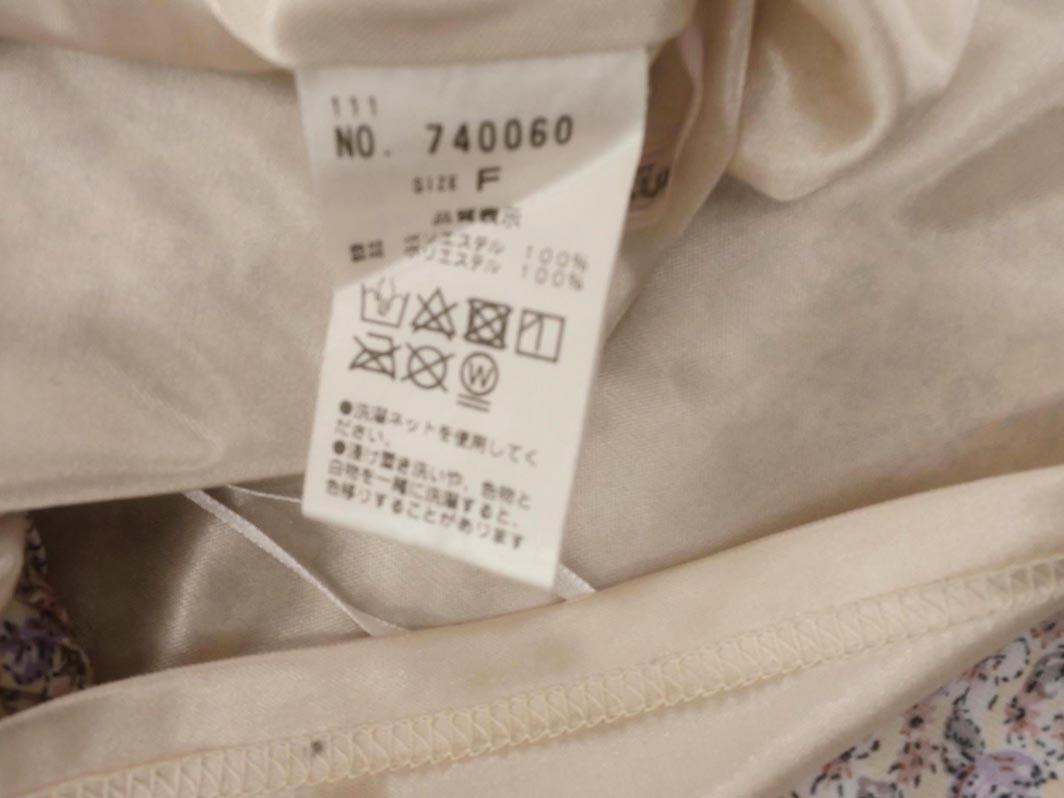 111
NO. 740060
SIZE F
品質表示
ポリエステル 100%
ポリエステル 100%
W
●洗濯ネットを使用してく
ださい。
●漬け置き洗いや、色物と
白物を一種に洗濯すると、
色移りすることがあります